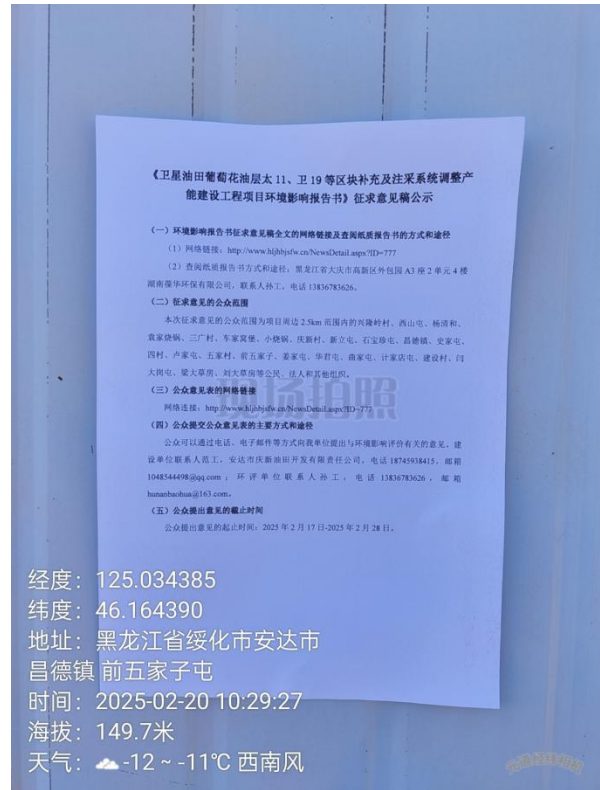 《卫星油田葡萄花油层太 11、卫 19 等区块补充及注采系统调整产
能建设工程项目环境影响报告书》征求意见稿公示
（一）环境影响报告书征求意见稿全文的网络链接及查阅纸质报告书的方式和途径
（1）网络链接：http://www.hljhbjsfw.cn/NewsDetail.aspx?ID=777
（2）查阅纸质报告书方式和途径：黑龙江省大庆市高新区外包园 A3 座 2 单元 4 楼
湖南葆华环保有限公司，联系人孙工，电话 13836783626。
（二）征求意见的公众范围
本次征求意见的公众范围为项目周边 2.5km 范围内的兴隆岭村、西山屯、杨清和、
袁家烧锅、三广村、车家窝堡、小烧锅、庆新村、新立屯、石宝珍屯、昌德镇、史家屯、
四村、卢家屯、五家村、前五家子、姜家屯、华君屯、曲家屯、计家店屯、建设村、闫
大岗屯、梁大草房、刘大草房等公民、法人和其他组织。
现场拍照
（三）公众意见表的网络链接
网络连接：http://www.hljhbjsfw.cn/NewsDetail.aspx?ID=777
（四）公众提交公众意见表的主要方式和途径
公众可以通过电话、电子邮件等方式向我单位提出与环境影响评价有关的意见，建
设单位联系人范工，安达市庆新油田开发有限责任公司，电话 18745938415，邮箱
1048544498@qq.com；环评单位联系人孙工，电话 13836783626，邮箱
hunanbaohua@163.com。
（五）公众提出意见的截止时间
公众提出意见的起止时间：2025 年 2 月 17 日-2025 年 2 月 28 日。
经度：125.034385
纬度：46.164390
地址：黑龙江省绥化市安达市
昌德镇 前五家子屯
时间：2025-02-20 10:29:27
海拔：149.7米
天气：-12 ~ -11℃ 西南风
元道经纬相机